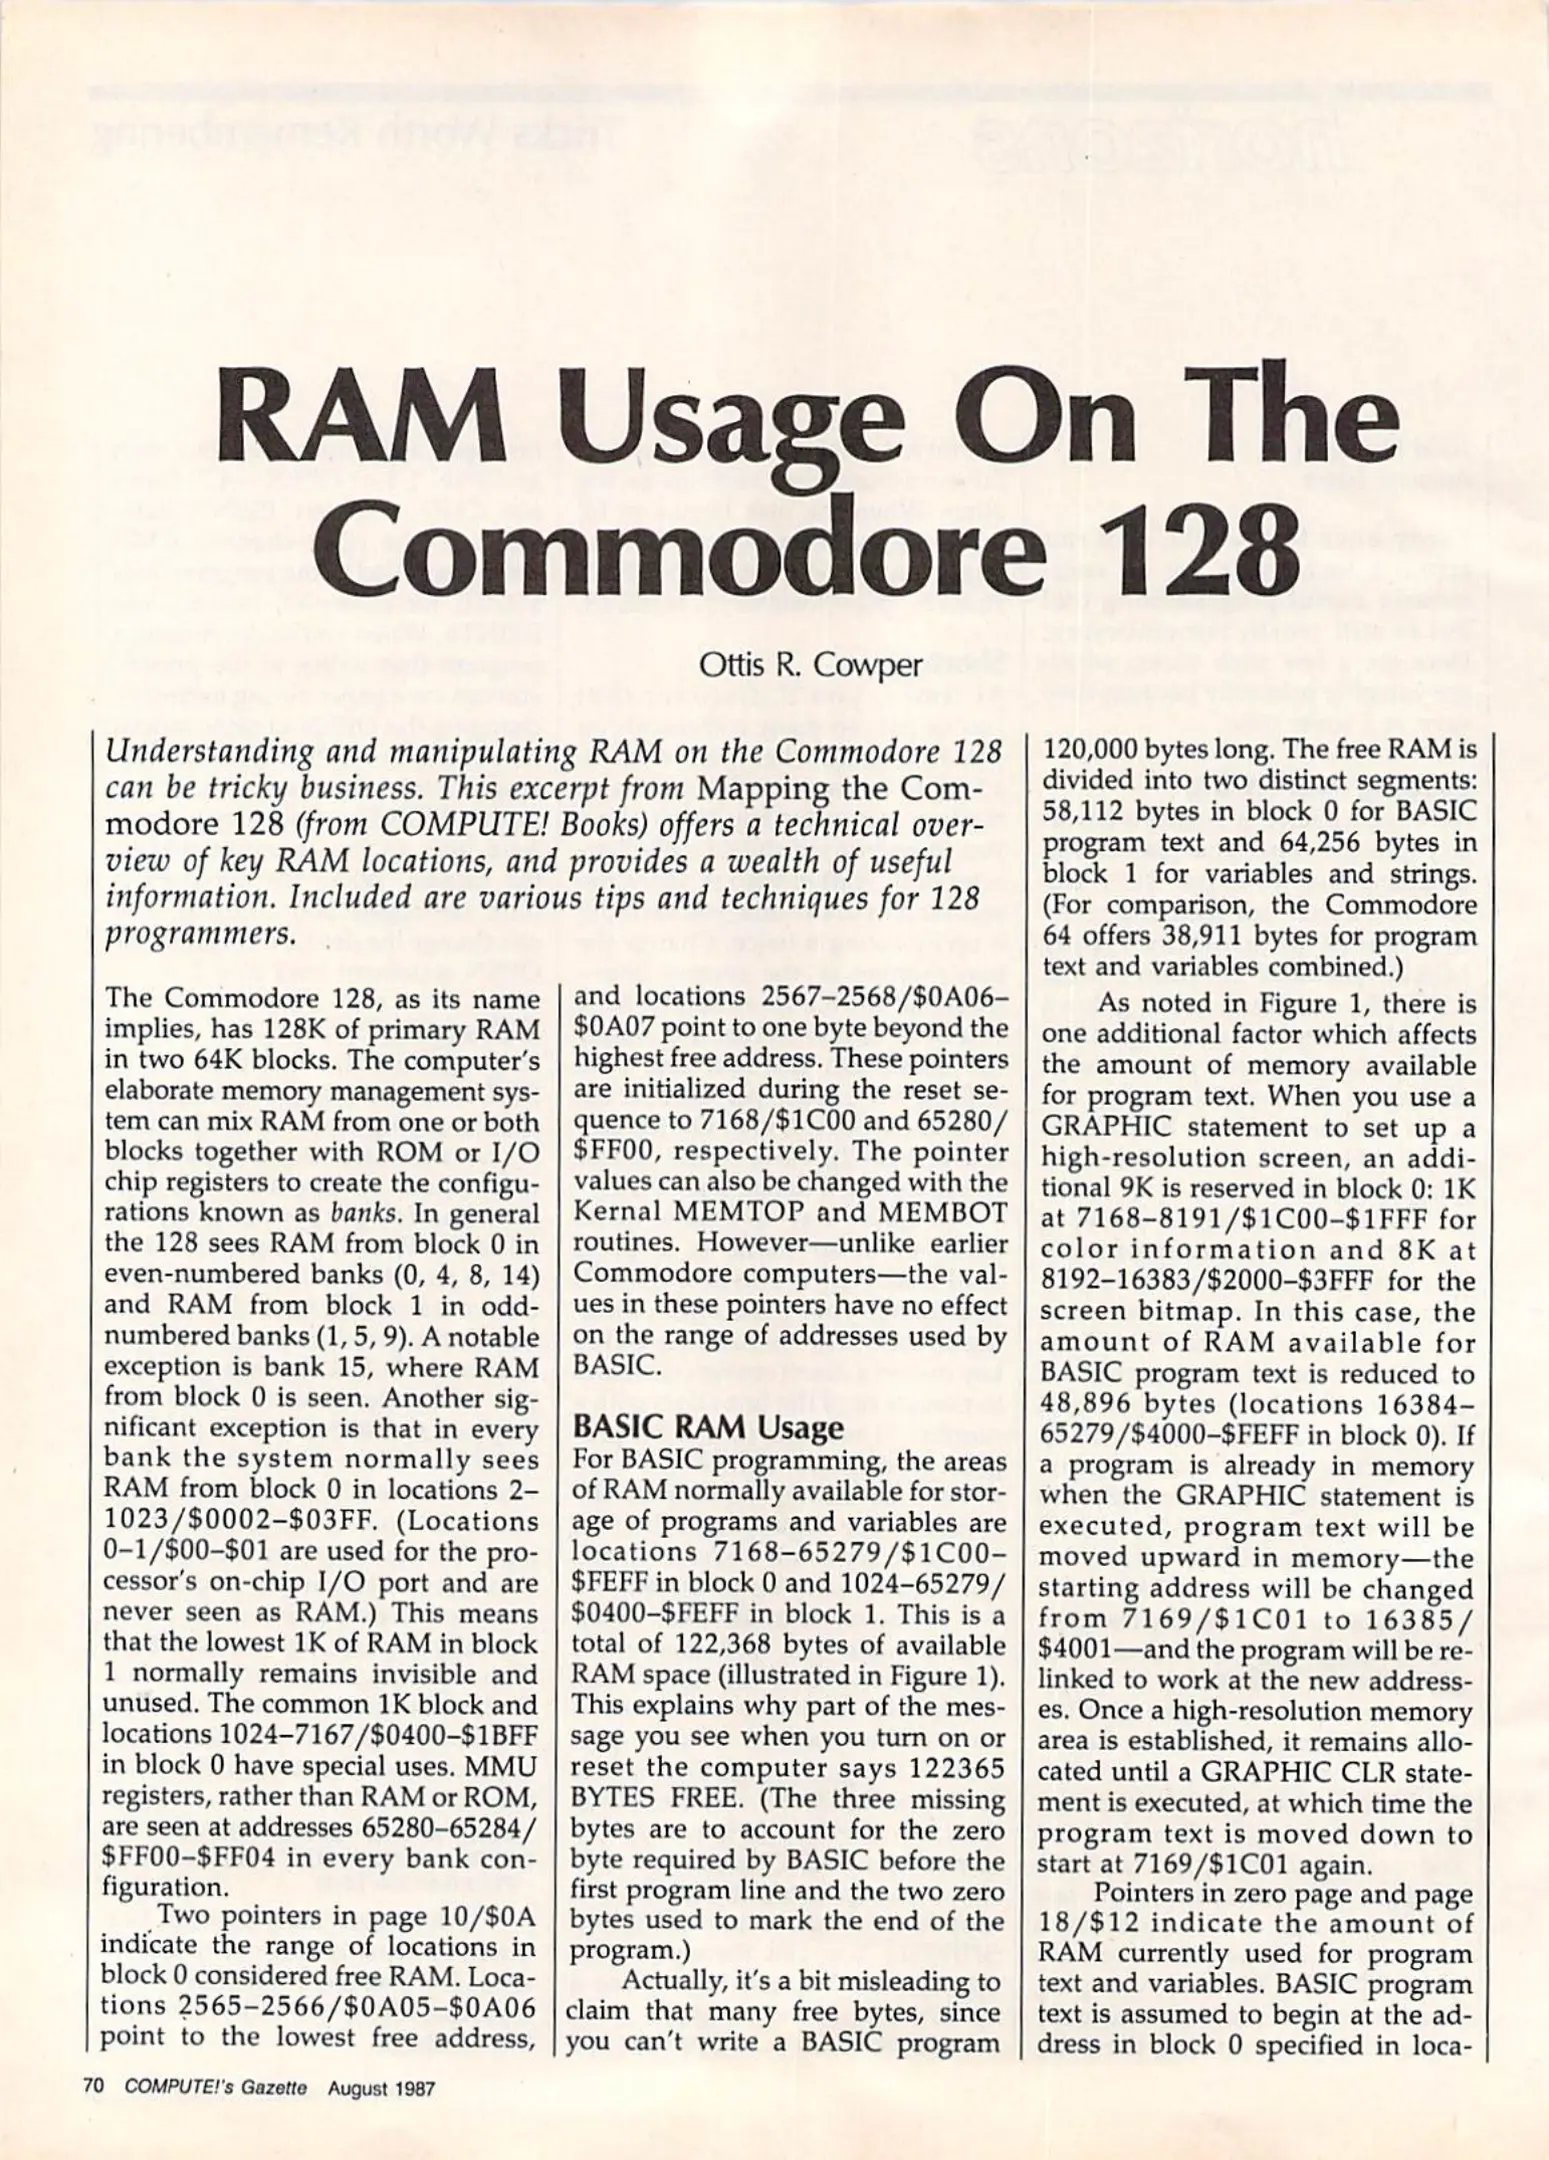 RAM Usage On The
Commodore 128
Ottis R. Cowper
Understanding and manipulating RAM on the Commodore 128
can be tricky business. This excerpt from Mapping the Com-
modore 128 (from COMPUTE! Books) offers a technical over-
view of key RAM locations, and provides a wealth of useful
information. Included are various tips and techniques for 128
programmers.
The Commodore 128, as its name
implies, has 128K of primary RAM
in two 64K blocks. The computer's
elaborate memory management sys-
tem can mix RAM from one or both
blocks together with ROM or I/O
chip registers to create the configu-
rations known as banks. In general
the 128 sees RAM from block 0 in
even-numbered banks (0, 4, 8, 14)
and RAM from block 1 in odd-
numbered banks (1, 5, 9). A notable
exception is bank 15, where RAM
from block 0 is seen. Another sig-
nificant exception is that in every
bank the system normally sees
RAM from block 0 in locations 2–
1023/$0002–$03FF. (Locations
0–1/$00–$01 are used for the pro-
cessor's on-chip I/O port and are
never seen as RAM.) This means
that the lowest 1K of RAM in block
1 normally remains invisible and
unused. The common 1K block and
locations 1024–7167/$0400–$1BFF
in block 0 have special uses. MMU
registers, rather than RAM or ROM,
are seen at addresses 65280–65284/
$FF00–$FF04 in every bank con-
figuration.
Two pointers in page 10/$0A
indicate the range of locations in
block 0 considered free RAM. Loca-
tions 2565–2566/$0A05–$0A06
point to the lowest free address,
and locations 2567–2568/$0A06–
$0A07 point to one byte beyond the
highest free address. These pointers
are initialized during the reset se-
quence to 7168/$1C00 and 65280/
$FF00, respectively. The pointer
values can also be changed with the
Kernal MEMTOP and MEMBOT
routines. However—unlike earlier
Commodore computers—the val-
ues in these pointers have no effect
on the range of addresses used by
BASIC.
BASIC RAM Usage
For BASIC programming, the areas
of RAM normally available for stor-
age of programs and variables are
locations 7168–65279/$1C00–
$FEFF in block 0 and 1024–65279/
$0400–$FEFF in block 1. This is a
total of 122,368 bytes of available
RAM space (illustrated in Figure 1).
This explains why part of the mes-
sage you see when you turn on or
reset the computer says 122365
BYTES FREE. (The three missing
bytes are to account for the zero
byte required by BASIC before the
first program line and the two zero
bytes used to mark the end of the
program.)
Actually, it's a bit misleading to
claim that many free bytes, since
you can't write a BASIC program
120,000 bytes long. The free RAM is
divided into two distinct segments:
58,112 bytes in block 0 for BASIC
program text and 64,256 bytes in
block 1 for variables and strings.
(For comparison, the Commodore
64 offers 38,911 bytes for program
text and variables combined.)
As noted in Figure 1, there is
one additional factor which affects
the amount of memory available
for program text. When you use a
GRAPHIC statement to set up a
high-resolution screen, an addi-
tional 9K is reserved in block 0: 1K
at 7168–8191/$1C00–$1FFF for
color information and 8K at
8192–16383/$2000–$3FFF for the
screen bitmap. In this case, the
amount of RAM available for
BASIC program text is reduced to
48,896 bytes (locations 16384–
65279/$4000–$FEFF in block 0). If
a program is already in memory
when the GRAPHIC statement is
executed, program text will be
moved upward in memory—the
starting address will be changed
from 7169/$1C01 to 16385/
$4001—and the program will be re-
linked to work at the new address-
es. Once a high-resolution memory
area is established, it remains allo-
cated until a GRAPHIC CLR state-
ment is executed, at which time the
program text is moved down to
start at 7169/$1C01 again.
Pointers in zero page and page
18/$12 indicate the amount of
RAM currently used for program
text and variables. BASIC program
text is assumed to begin at the ad-
dress in block 0 specified in loca-
70 COMPUTE!'s Gazette August 1987